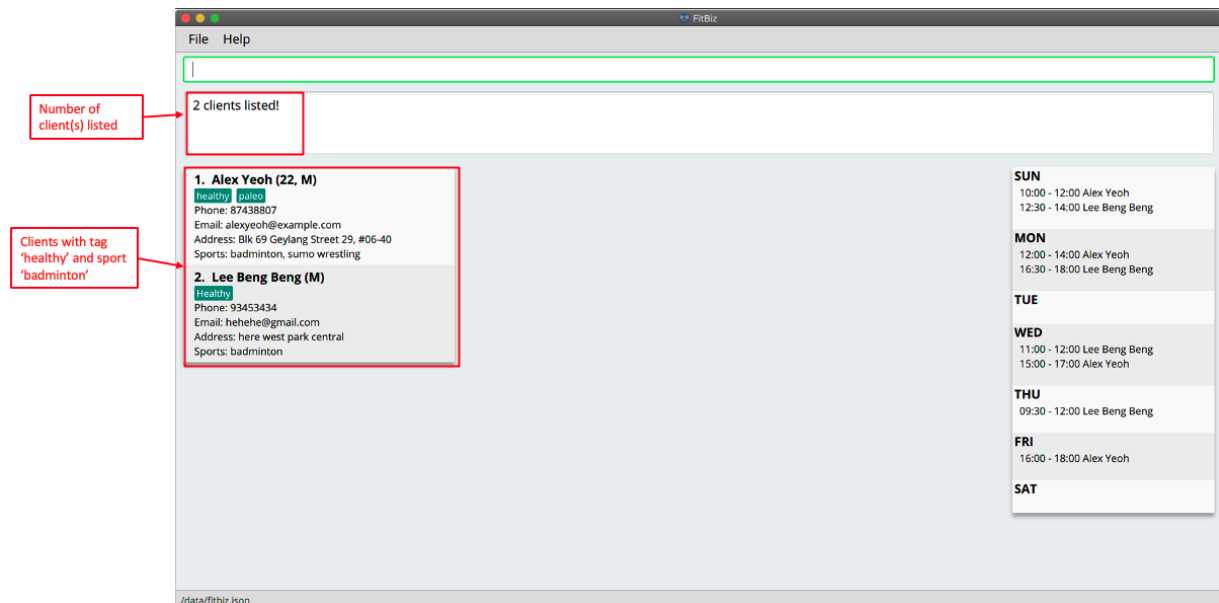 FitBiz
File Help
Number of
client(s) listed
2 clients listed!
Clients with tag
‘healthy’ and sport
‘badminton’
1. Alex Yeoh (22, M)
healthy paleo
Phone: 87438807
Email: alexyeoh@example.com
Address: Blk 69 Geylang Street 29, #06-40
Sports: badminton, sumo wrestling
2. Lee Beng Beng (M)
Healthy
Phone: 93453434
Email: hehehe@gmail.com
Address: here west park central
Sports: badminton
SUN
10:00 - 12:00 Alex Yeoh
12:30 - 14:00 Lee Beng Beng
MON
12:00 - 14:00 Alex Yeoh
16:30 - 18:00 Lee Beng Beng
TUE
WED
11:00 - 12:00 Lee Beng Beng
15:00 - 17:00 Alex Yeoh
THU
09:30 - 12:00 Lee Beng Beng
FRI
16:00 - 18:00 Alex Yeoh
SAT
/data/fitbiz.json